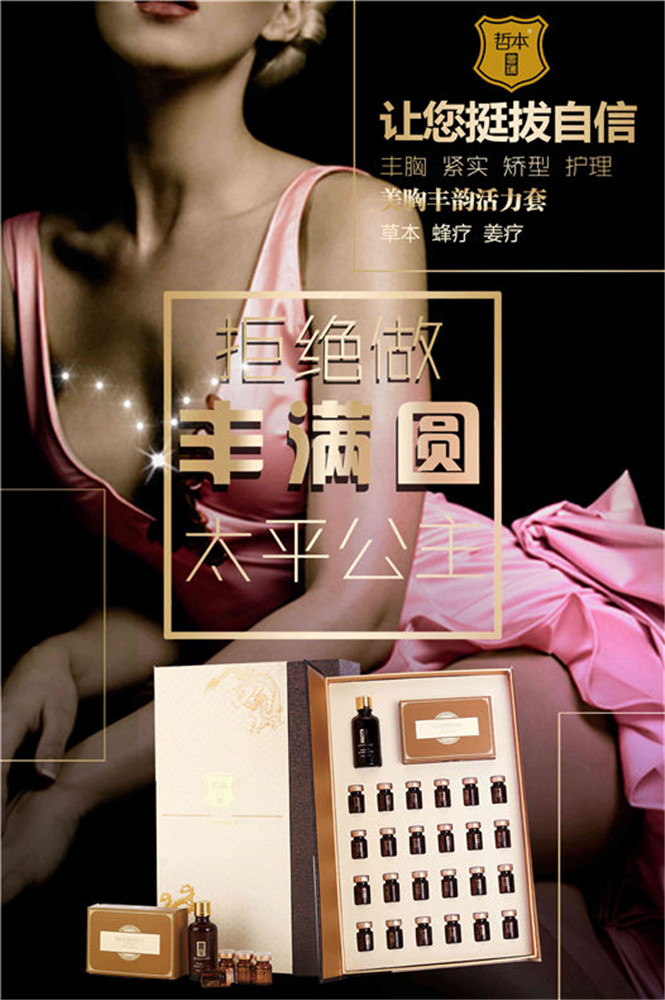 哲本
让您挺拔自信
丰胸 紧实 矫型 护理
美胸丰韵活力套
草本 蜂疗 姜疗
拒绝做
丰满圆
太平公主
哲本